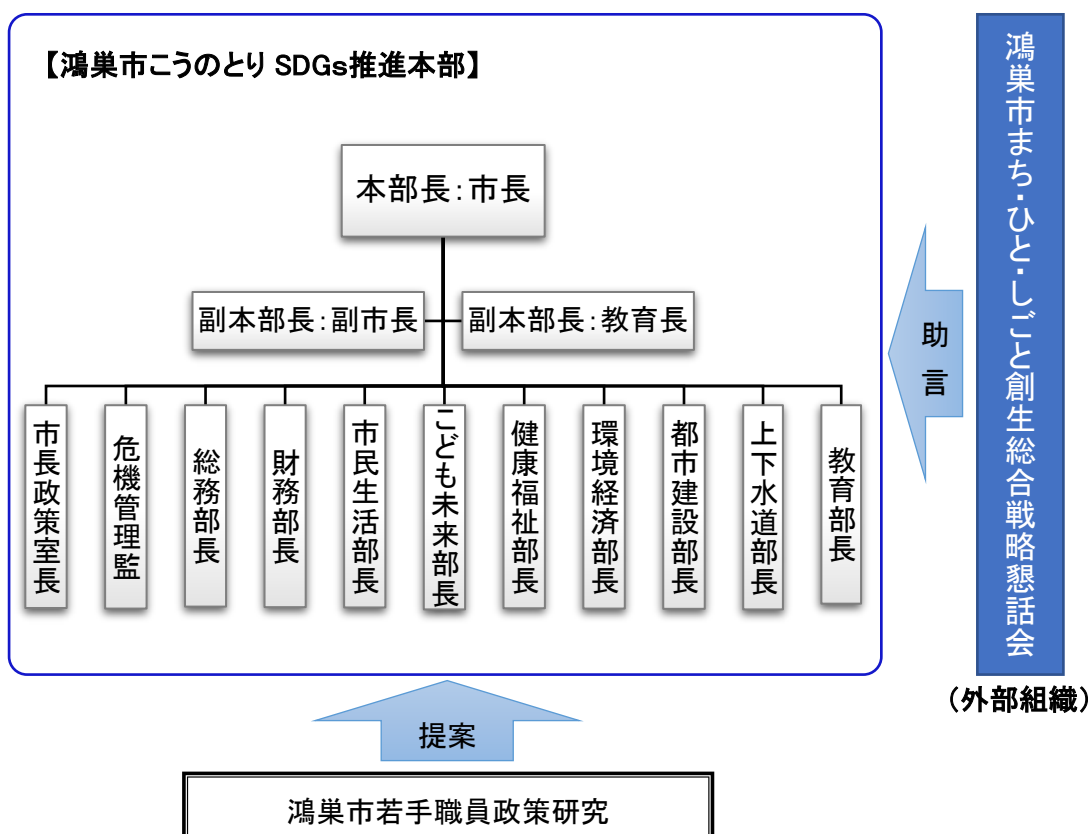 【鴻巣市こうのとり SDGs推進本部】
本部長：市長
副本部長：副市長
副本部長：教育長
市長政策室長
危機管理監
総務部長
財務部長
市民生活部長
こども未来部長
健康福祉部長
環境経済部長
都市建設部長
上下水道部長
教育部長
助言
鴻巣市まち・ひと・しごと創生総合戦略懇話会
（外部組織）
提案
鴻巣市若手職員政策研究